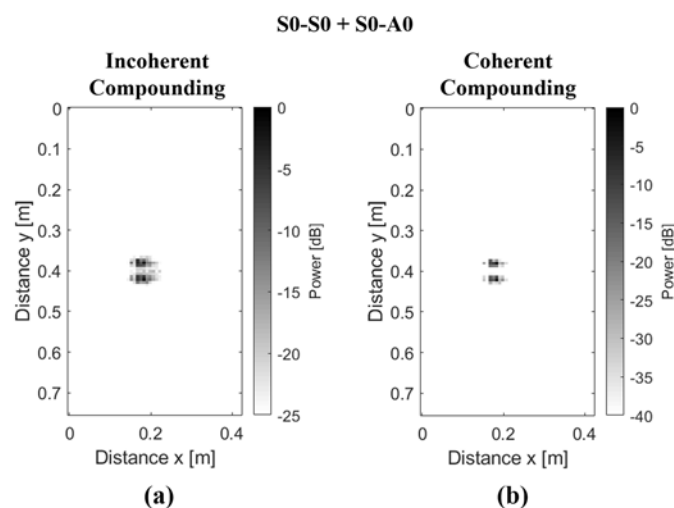 S0-S0 + S0-A0
Incoherent
Compounding
0
0.1
0.2
0.3
0.4
0.5
0.6
0.7
Distance y [m]
0
0.2
0.4
Distance x [m]
0
-5
-10
-15
-20
-25
Power [dB]
(a)
Coherent
Compounding
0
0.1
0.2
0.3
0.4
0.5
0.6
0.7
Distance y [m]
0
0.2
0.4
Distance x [m]
0
-5
-10
-15
-20
-25
-30
-35
-40
Power [dB]
(b)